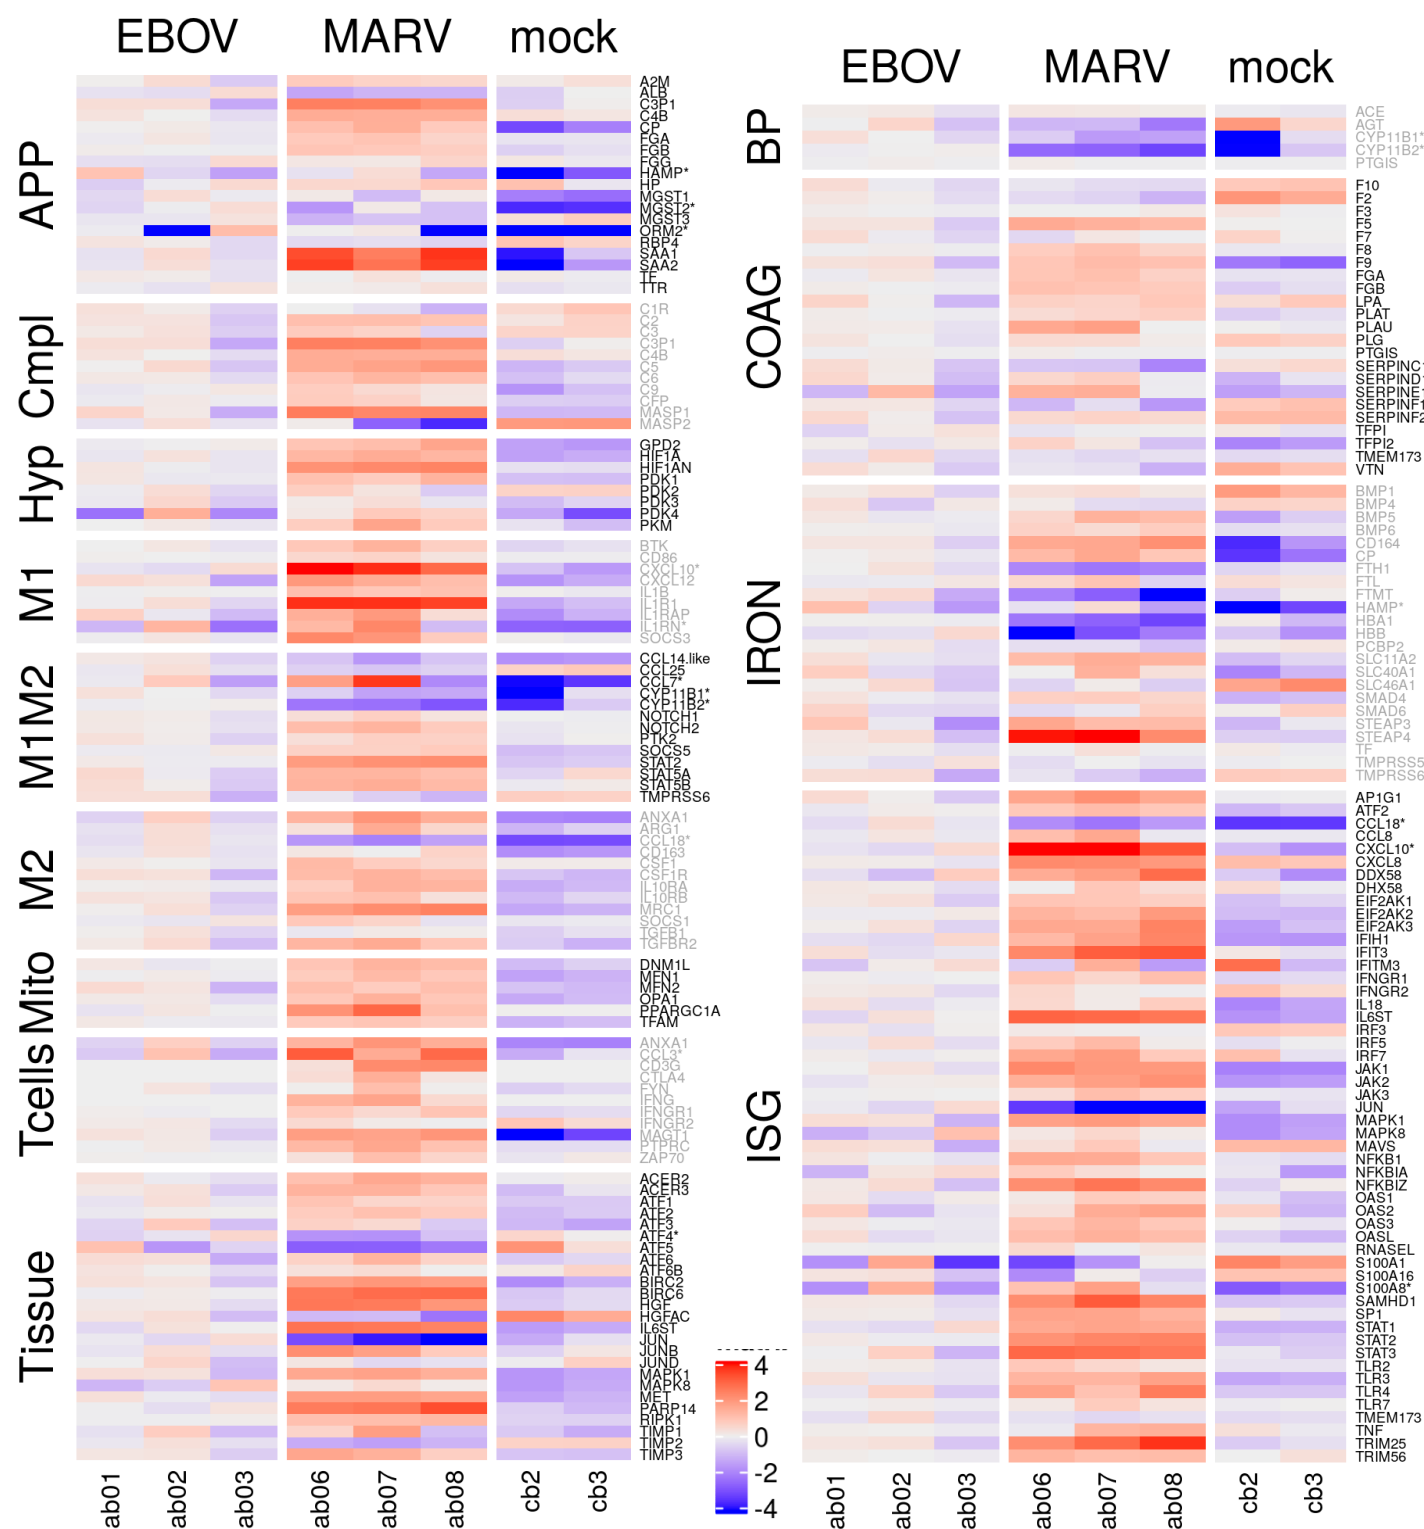 EBOV MARV mock
APP
A2M
ALB
C3P1
C4B
CP
FGA
FGB
FGG
HAMP*
HP
MGST1
MGST2*
MGST3
ORM2*
RBP4
SAA1
SAA2
TF
TTR
Cmpl
C1R
C2
C3
C3P1
C4B
C5
C6
C9
CFP
MASP1
MASP2
Hyp
GPD2
HIF1A
HIF1AN
PDK1
PDK2
PDK3
PDK4
PKM
M1
BTK
CD86
CXCL10*
CXCL12
IL1B
IL1R1
IL1RAP
IL1RN*
SOCS3
M1M2
CCL14.like
CCL25
CCL7*
CYP11B1*
CYP11B2*
NOTCH1
NOTCH2
PTK2
SOCS5
STAT2
STAT5A
STAT5B
TMPRSS6
M2
ANXA1
ARG1
CCL18*
CD163
CSF1
CSF1R
IL10RA
IL10RB
MRC1
SOCS1
TGFB1
TGFBR2
Mito
DNM1L
MFN1
MFN2
OPA1
PPARGC1A
TFAM
Tcells
ANXA1
CCL3*
CD3G
CTLA4
FYN
IFNG
IFNGR1
IFNGR2
MAGT1
PTPRC
ZAP70
Tissue
ACER2
ACER3
ATF1
ATF2
ATF3
ATF4*
ATF5
ATF6
ATF6B
BIRC2
BIRC6
HGF
HGFAC
IL6ST
JUN
JUNB
JUND
MAPK1
MAPK8
MET
PARP14
RIPK1
TIMP1
TIMP2
TIMP3
ab01 ab02 ab03 ab06 ab07 ab08 cb2 cb3
4
2
0
-2
-4
EBOV MARV mock
BP
ACE
AGT
CYP11B1*
CYP11B2*
PTGIS
COAG
F10
F2
F3
F5
F7
F8
F9
FGA
FGB
LPA
PLAT
PLAU
PLG
PTGIS
SERPINC1
SERPIND1
SERPINE1
SERPINF1
SERPINF2
TFPI
TFPI2
TMEM173
VTN
IRON
BMP1
BMP4
BMP5
BMP6
CD164
CP
FTH1
FTL
FTMT
HAMP*
HBA1
HBB
PCBP2
SLC11A2
SLC40A1
SLC46A1
SMAD4
SMAD6
STEAP3
STEAP4
TF
TMPRSS5
TMPRSS6
ISG
AP1G1
ATF2
CCL18*
CCL8
CXCL10*
CXCL8
DDX58
DHX58
EIF2AK1
EIF2AK2
EIF2AK3
IFIH1
IFIT3
IFITM3
IFNGR1
IFNGR2
IL18
IL6ST
IRF3
IRF5
IRF7
JAK1
JAK2
JAK3
JUN
MAPK1
MAPK8
MAVS
NFKB1
NFKBIA
NFKBIZ
OAS1
OAS2
OAS3
OASL
RNASEL
S100A1
S100A16
S100A8*
SAMHD1
SP1
STAT1
STAT2
STAT3
TLR2
TLR3
TLR4
TLR7
TMEM173
TNF
TRIM25
TRIM56
ab01 ab02 ab03 ab06 ab07 ab08 cb2 cb3